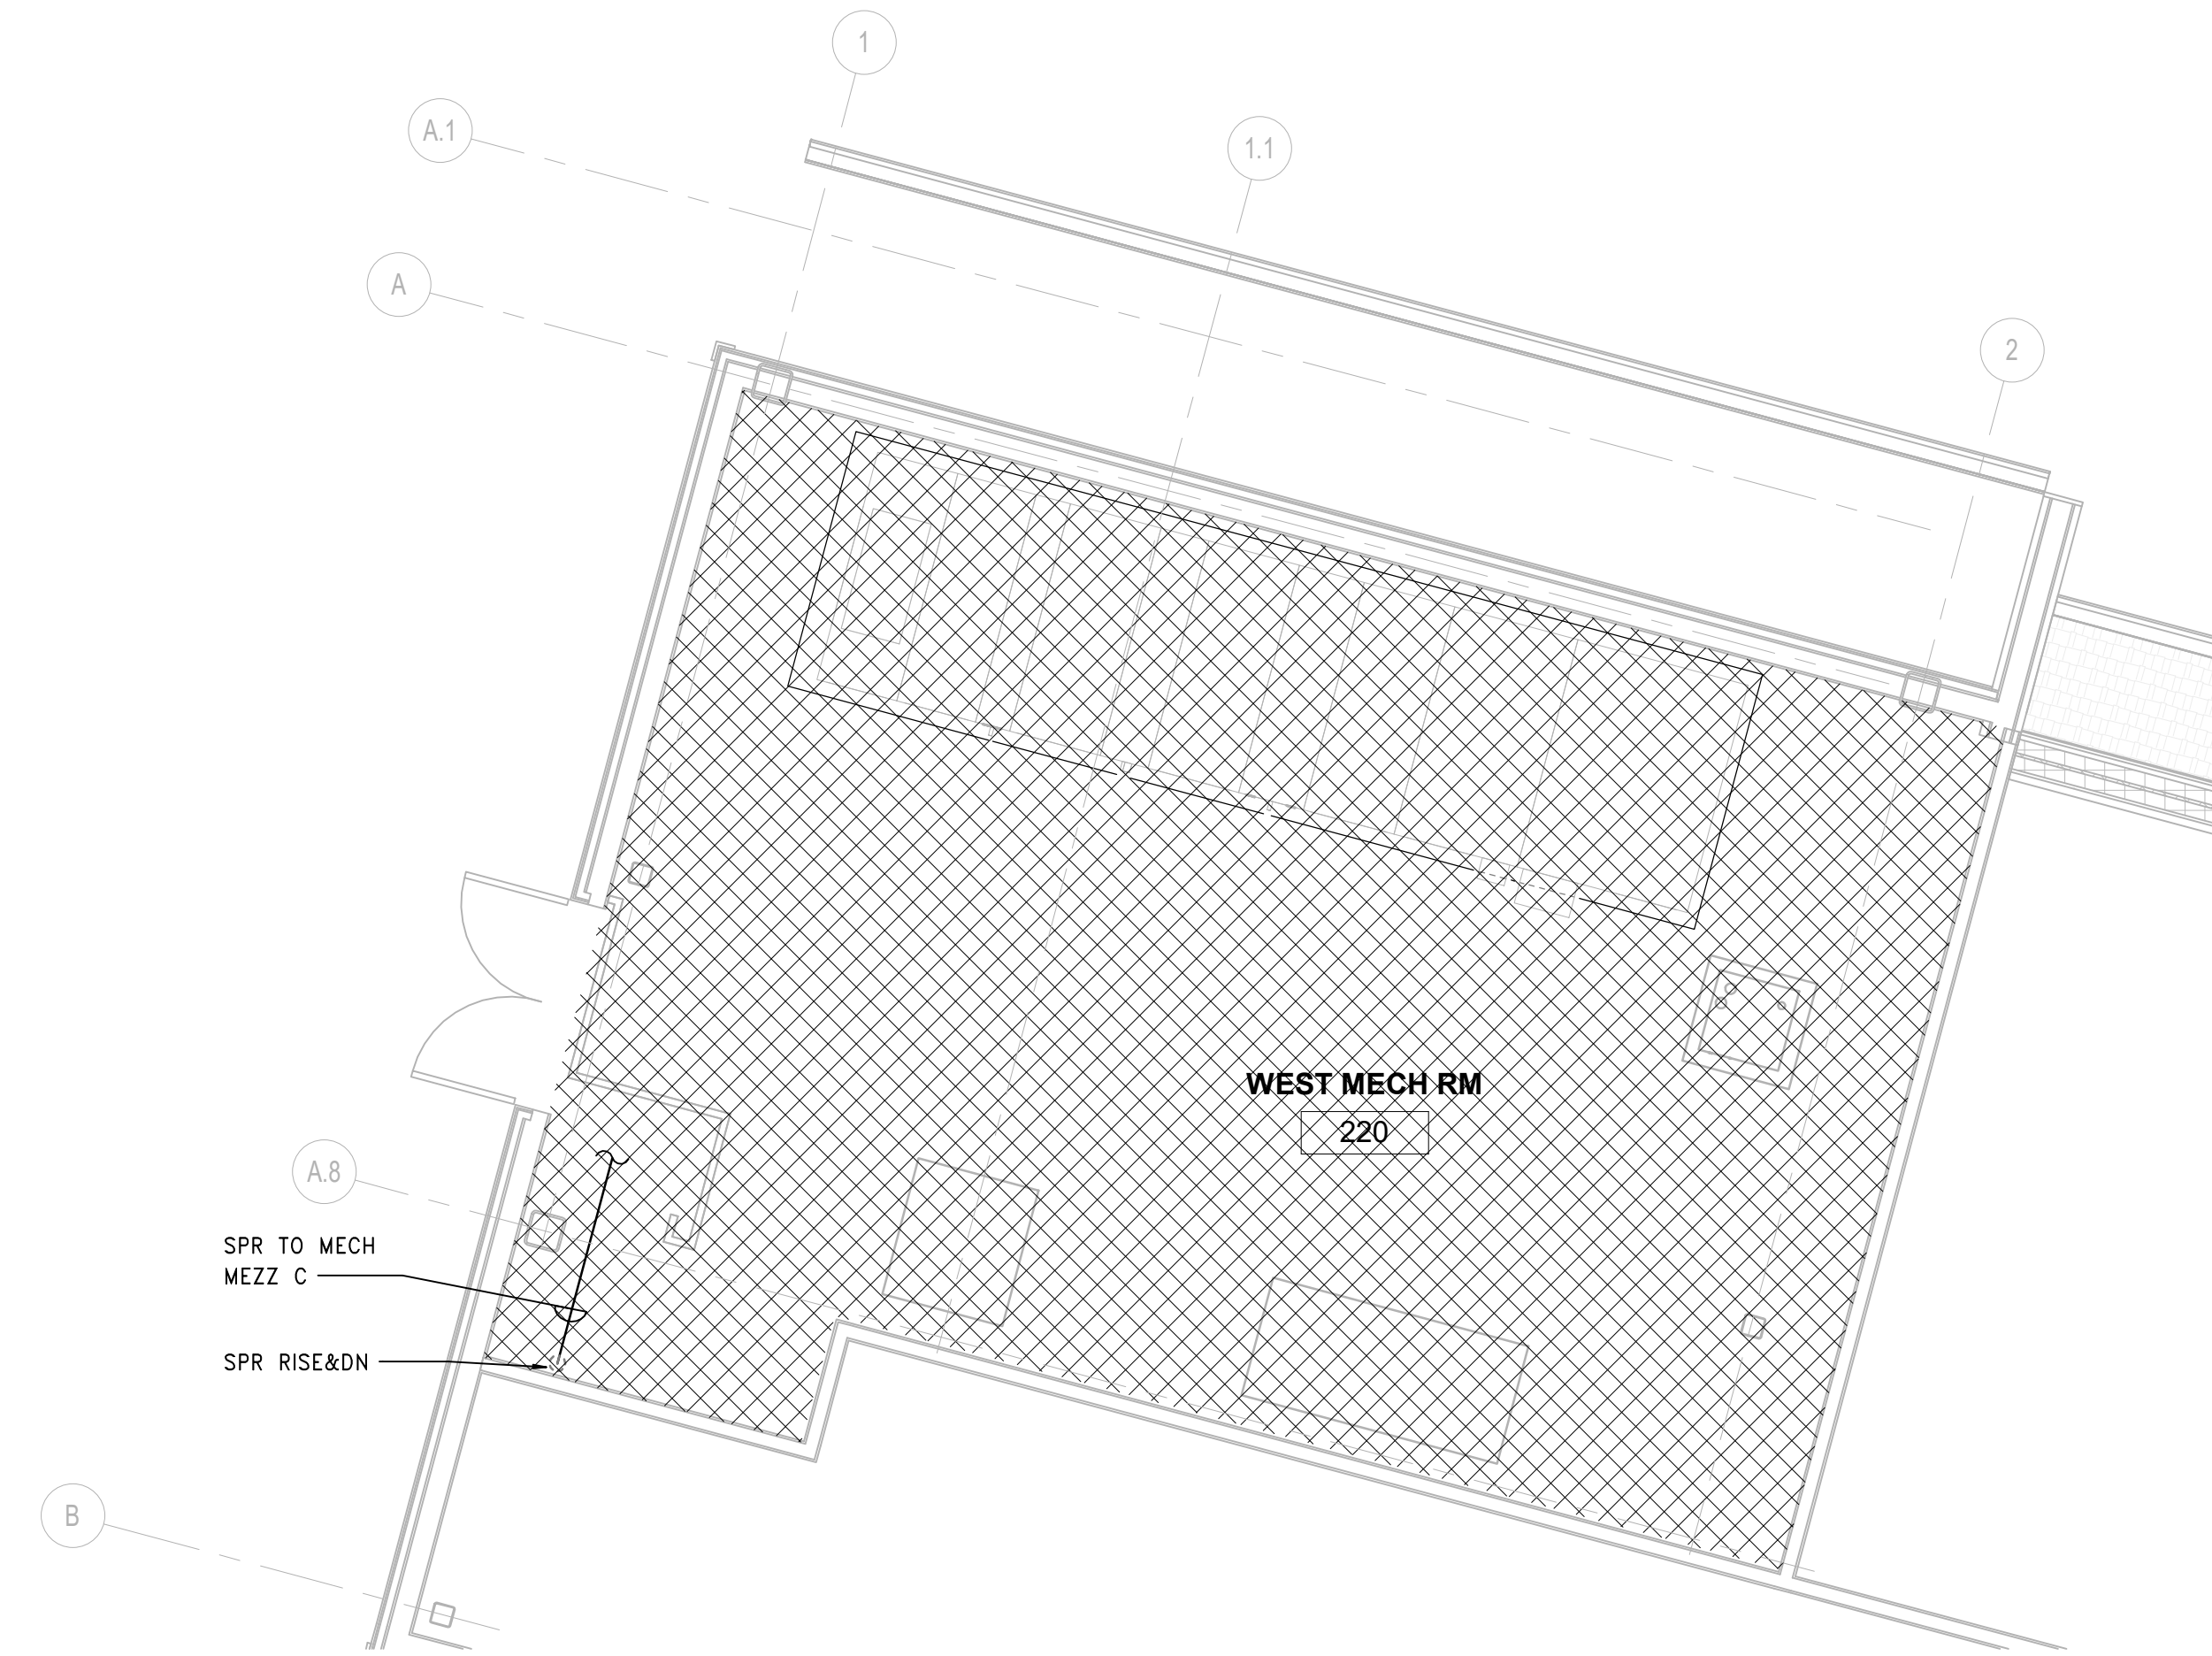 1
A.1
1.1
A
2
WEST MECH RM
220
A.8
SPR TO MECH
MEZZ C
SPR RISE&DN
B